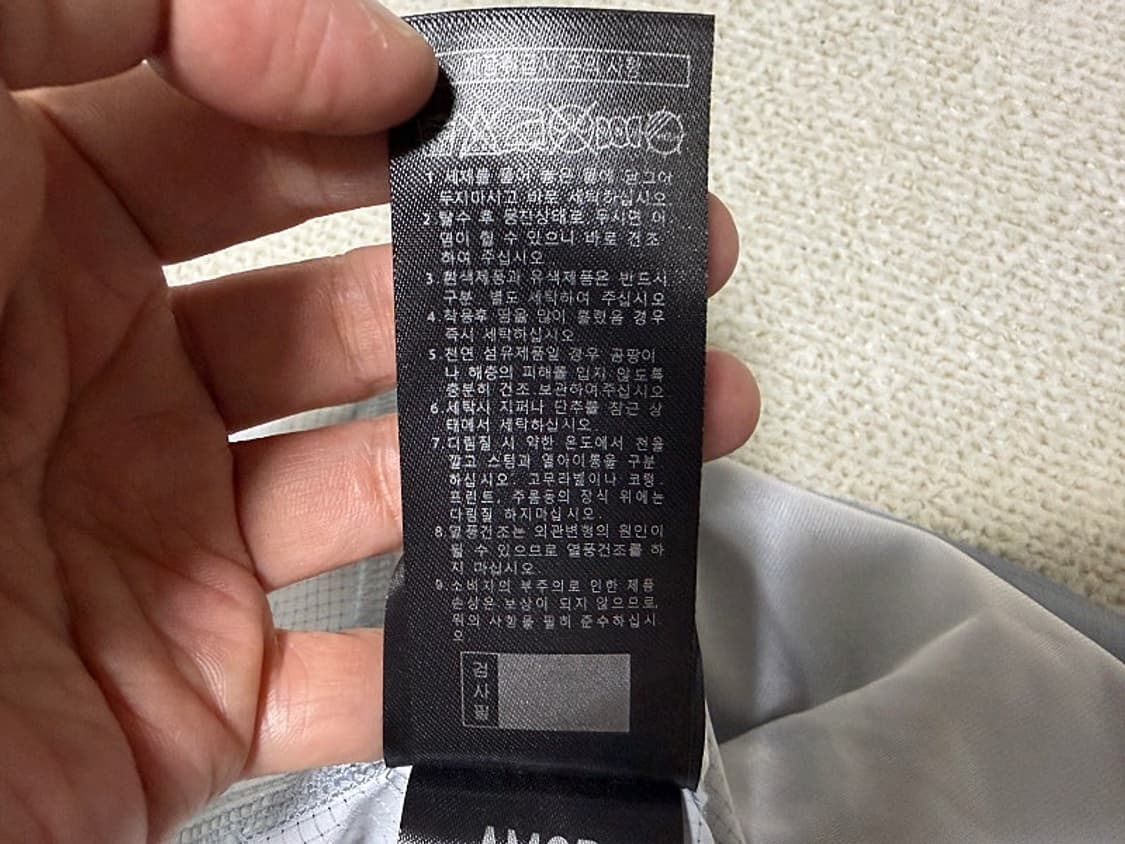 주의사항
1 세제를 풀어 놓은 물에 담그어
두지마시고 바로 세탁하십시오
2 탈수 후 뭉친상태로 두시면 이
염이 될 수 있으니 바로 건조
하여 주십시오
3 흰색제품과 유색제품은 반드시
구분, 별도 세탁하여 주십시오
4. 착용후 땀을 많이 흘렸을 경우
즉시 세탁하십시오
5. 천연 섬유제품일 경우 곰팡이
나 해충의 피해를 입지 않도록
충분히 건조 보관하여주십시오
6. 세탁시 지퍼나 단추를 잠근 상
태에서 세탁하십시오
7. 다림질 시 약한 온도에서 천을
깔고 스팀과 열아이롱을 구분
하십시오. 고무라벨이나 코팅.
프린트, 주름등의 장식 위에는
다림질 하지마십시오.
8. 열풍건조는 외관변형의 원인이
될 수 있으므로 열풍건조를 하
지 마십시오.
9. 소비자의 부주의로 인한 제품
손상은 보상이 되지 않으므로,
위의 사항을 필히 준수하십시
오
검사필